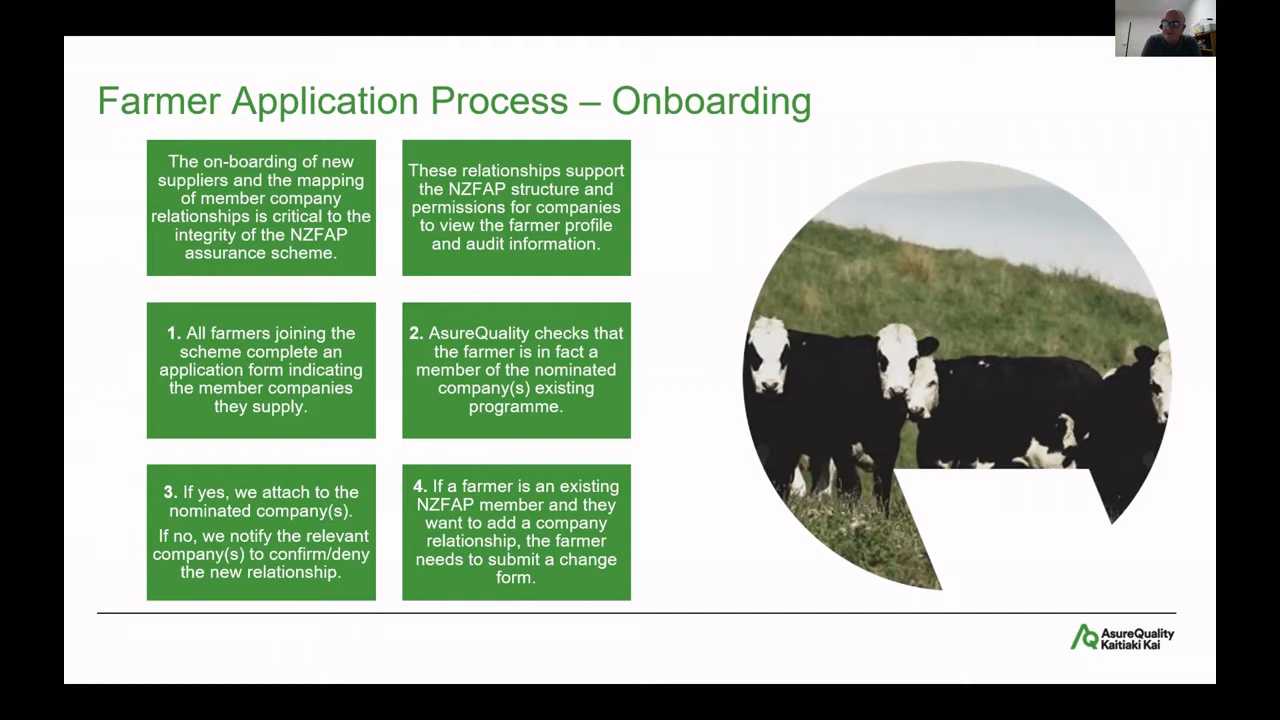 Farmer Application Process – Onboarding
The on-boarding of new
suppliers and the mapping
of member company
relationships is critical to the
integrity of the NZFAP
assurance scheme.
These relationships support
the NZFAP structure and
permissions for companies
to view the farmer profile
and audit information.
1. All farmers joining the
scheme complete an
application form indicating
the member companies
they supply.
2. AsureQuality checks that
the farmer is in fact a
member of the nominated
company(s) existing
programme.
3. If yes, we attach to the
nominated company(s).
If no, we notify the relevant
company(s) to confirm/deny
the new relationship.
4. If a farmer is an existing
NZFAP member and they
want to add a company
relationship, the farmer
needs to submit a change
form.
AsureQuality
Kaitiaki Kai